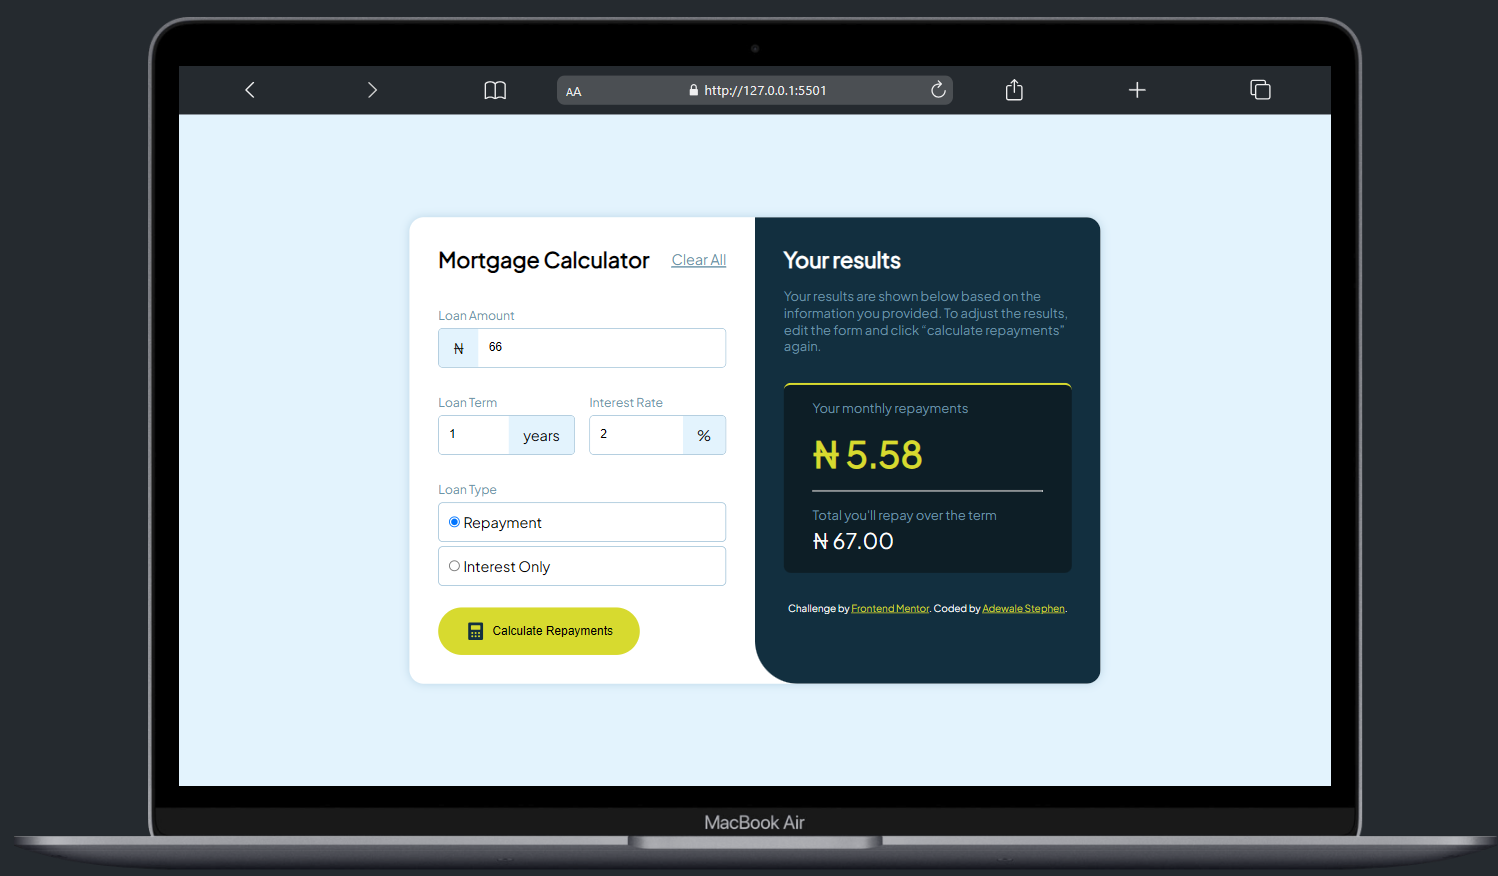 AA http://127.0.0.1:5501
Mortgage Calculator Clear All
Loan Amount
₦ 66
Loan Term Interest Rate
1 years 2 %
Loan Type
Repayment
Interest Only
Calculate Repayments
Your results
Your results are shown below based on the
information you provided. To adjust the results,
edit the form and click “calculate repayments”
again.
Your monthly repayments
₦ 5.58
Total you'll repay over the term
₦ 67.00
Challenge by Frontend Mentor. Coded by Adewale Stephen.
MacBook Air